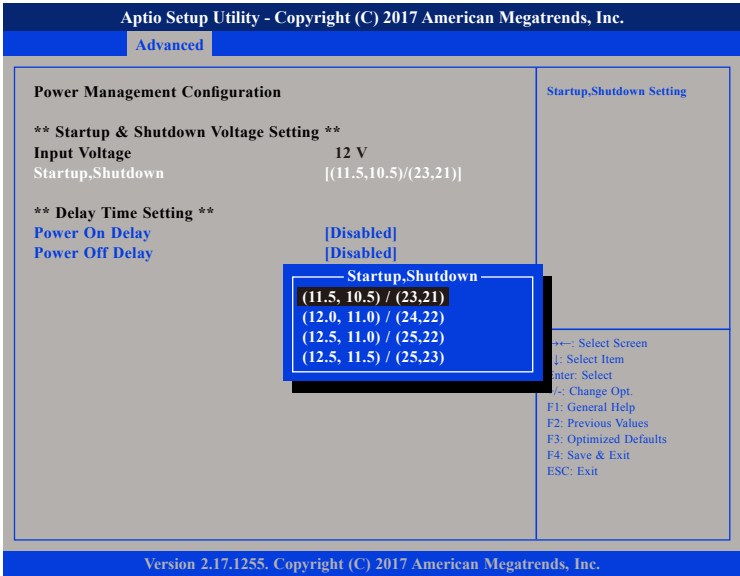 Aptio Setup Utility - Copyright (C) 2017 American Megatrends, Inc.
Advanced
Power Management Configuration
** Startup & Shutdown Voltage Setting **
Input Voltage 12 V
Startup,Shutdown [(11.5,10.5)/(23,21)]
** Delay Time Setting **
Power On Delay [Disabled]
Power Off Delay [Disabled]
Startup,Shutdown
(11.5, 10.5) / (23,21)
(12.0, 11.0) / (24,22)
(12.5, 11.0) / (25,22)
(12.5, 11.5) / (25,23)
Startup,Shutdown Setting
→←: Select Screen
↓: Select Item
Enter: Select
/-: Change Opt.
F1: General Help
F2: Previous Values
F3: Optimized Defaults
F4: Save & Exit
ESC: Exit
Version 2.17.1255. Copyright (C) 2017 American Megatrends, Inc.